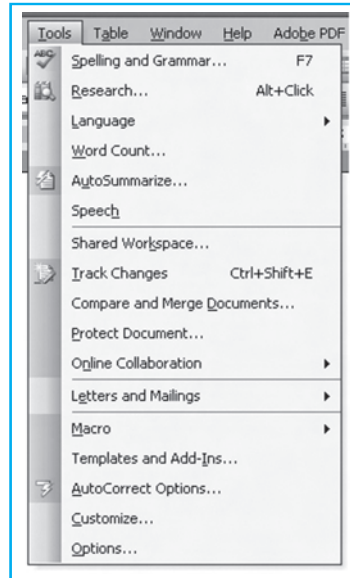 Tools Table Window Help Adobe PDF
ABC Spelling and Grammar... F7
Research... Alt+Click
Language
Word Count...
AutoSummarize...
Speech
Shared Workspace...
Track Changes Ctrl+Shift+E
Compare and Merge Documents...
Protect Document...
Online Collaboration
Letters and Mailings
Macro
Templates and Add-Ins...
AutoCorrect Options...
Customize...
Options...